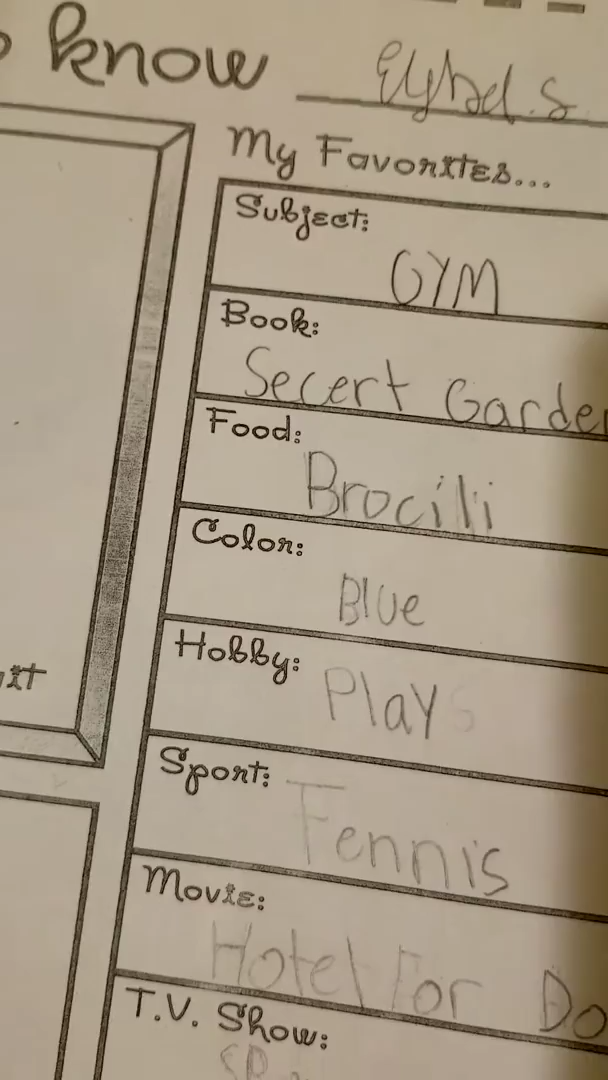 know
My Favorites...
Subject:
GYM
Book:
Secert Garde
Food:
Brocili
Color:
Blue
Hobby:
Plays
Sport:
Tennis
Movie:
Hotel For Do
T.V. Show: